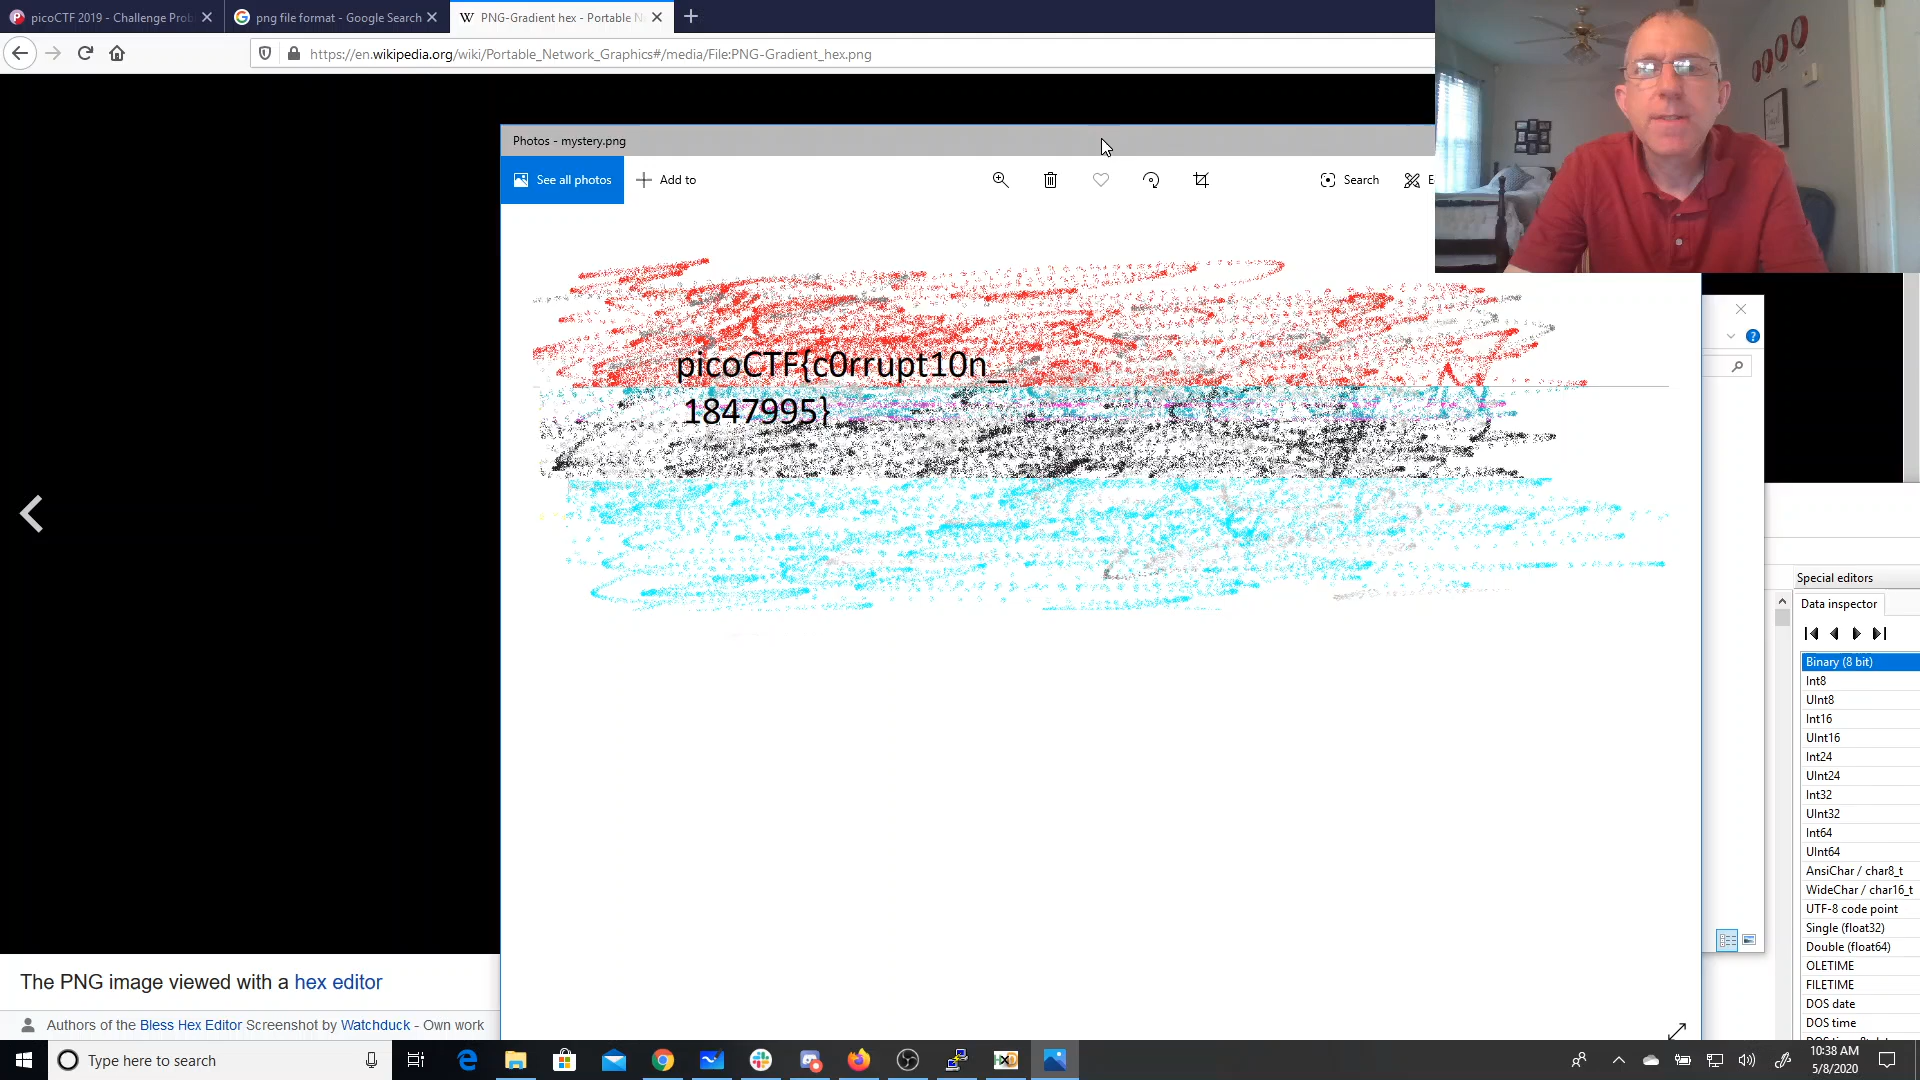 picoCTF 2019 - Challenge Prob
png file format - Google Search
W PNG-Gradient hex - Portable N
https://en.wikipedia.org/wiki/Portable_Network_Graphics#/media/File:PNG-Gradient_hex.png
Photos - mystery.png
See all photos
Add to
Search
E
picoCTF{c0rrupt10n_
1847995}
Special editors
Data inspector
Binary (8 bit)
Int8
UInt8
Int16
UInt16
Int24
UInt24
Int32
UInt32
Int64
UInt64
AnsiChar / char8_t
WideChar / char16_t
UTF-8 code point
Single (float32)
Double (float64)
OLETIME
FILETIME
DOS date
DOS time
The PNG image viewed with a hex editor
Authors of the Bless Hex Editor Screenshot by Watchduck - Own work
Type here to search
10:38 AM
5/8/2020